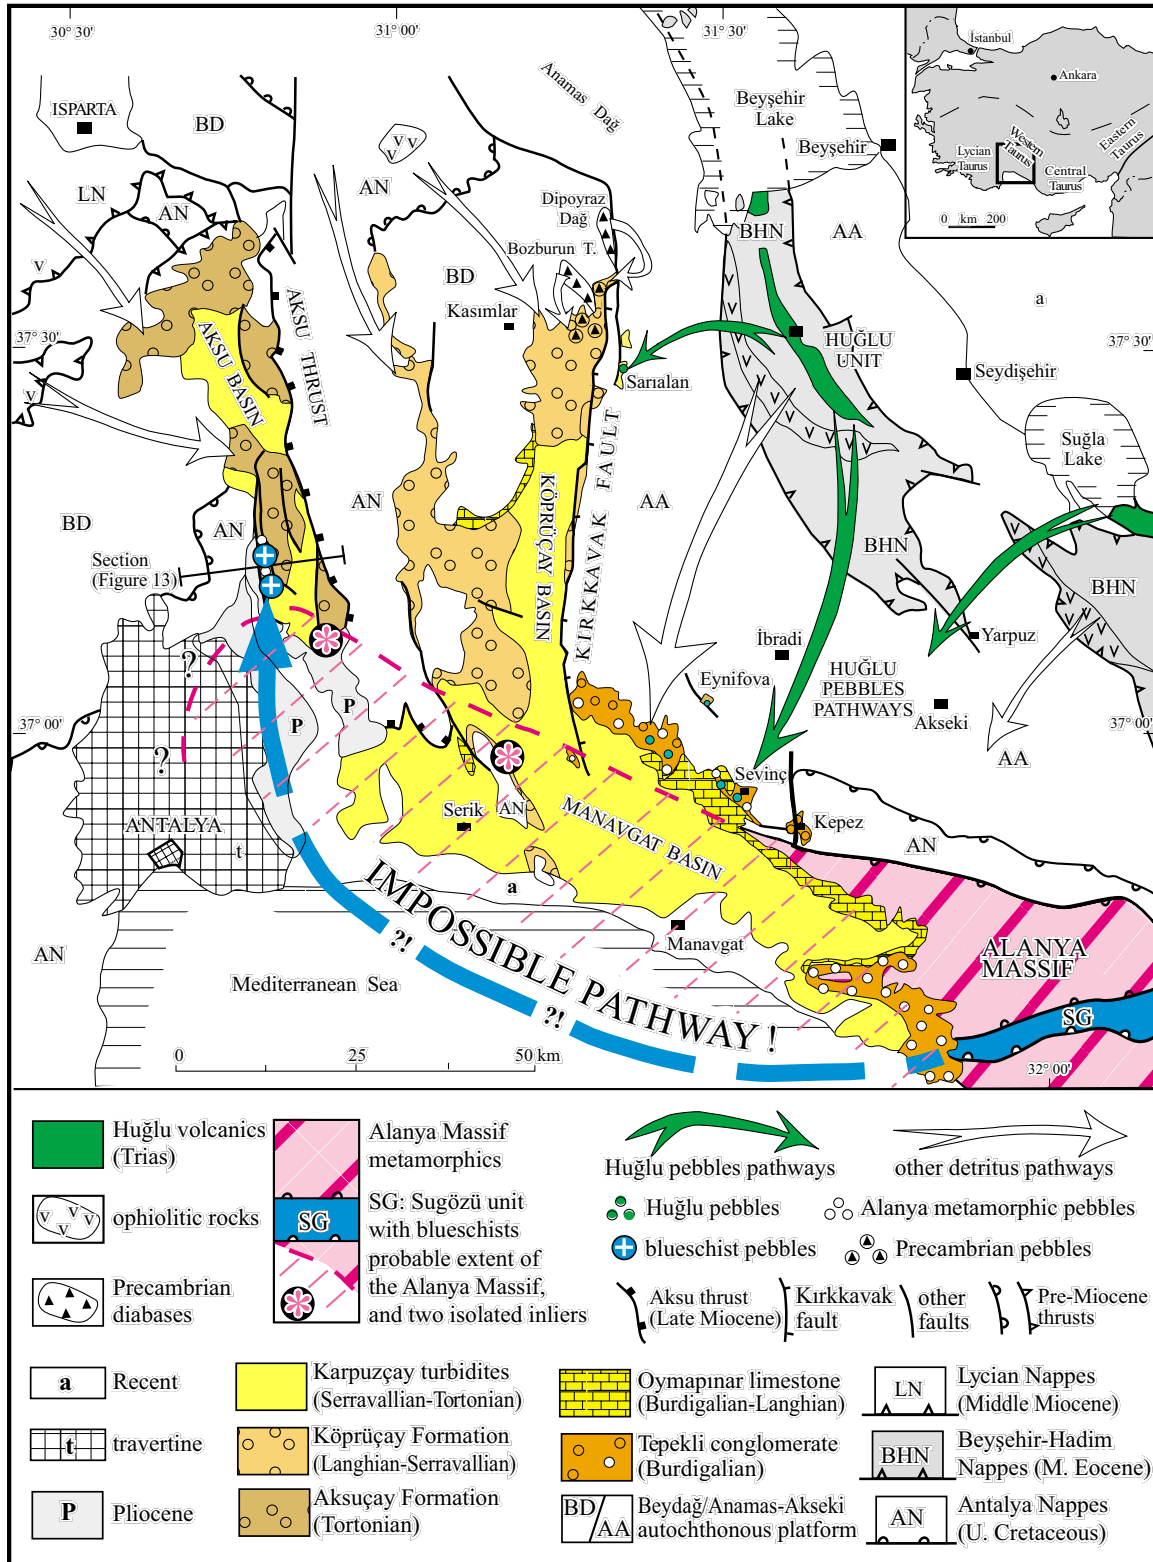 30° 30'
31° 00'
31° 30'
İstanbul
Ankara
Lycian
Taurus
Western
Taurus
Central
Taurus
Eastern
Taurus
0 km 200
ISPARTA
BD
LN
AN
v
v
AN
v v
v
Anamas Dağ
Beyşehir
Lake
Beyşehir
Dipoyraz
Dağ
Bozburun T.
BHN
AA
BD
Kasımlar
a
37° 30'
37° 30'
AKSU BASIN
AKSU THRUST
Sarıalan
HUĞLU
UNIT
Seydişehir
Suğla
Lake
KÖPRÜÇAY BASIN
KIRKKAVAK FAULT
AN
AA
BD
AN
Section
(Figure 13)
BHN
BHN
Yarpuz
İbradi
Eynifova
HUĞLU
PEBBLES
PATHWAYS
Akseki
37° 00'
37° 00'
?
?
P
P
AA
Sevinç
Kepez
AN
Serik
AN
MANAVGAT BASIN
ANTALYA
t
a
Manavgat
AN
Mediterranean Sea
IMPOSSIBLE PATHWAY !
?!
?!
ALANYA
MASSIF
SG
0 25 50 km
32° 00'
Huğlu volcanics
(Trias)
v v v v
ophiolitic rocks
Precambrian
diabases
Alanya Massif
metamorphics
SG
SG: Sugözü unit
with blueschists
probable extent of
the Alanya Massif,
and two isolated inliers
Huğlu pebbles pathways
other detritus pathways
Huğlu pebbles
Alanya metamorphic pebbles
blueschist pebbles
Precambrian pebbles
Aksu thrust
(Late Miocene)
Kırkkavak
fault
other
faults
Pre-Miocene
thrusts
a
Recent
t
travertine
P
Pliocene
Karpuzçay turbidites
(Serravallian-Tortonian)
Köprüçay Formation
(Langhian-Serravallian)
Aksuçay Formation
(Tortonian)
Oymapınar limestone
(Burdigalian-Langhian)
Tepekli conglomerate
(Burdigalian)
BD
AA
Beydağ/Anamas-Akseki
autochthonous platform
LN
Lycian Nappes
(Middle Miocene)
BHN
Beyşehir-Hadim
Nappes (M. Eocene)
AN
Antalya Nappes
(U. Cretaceous)